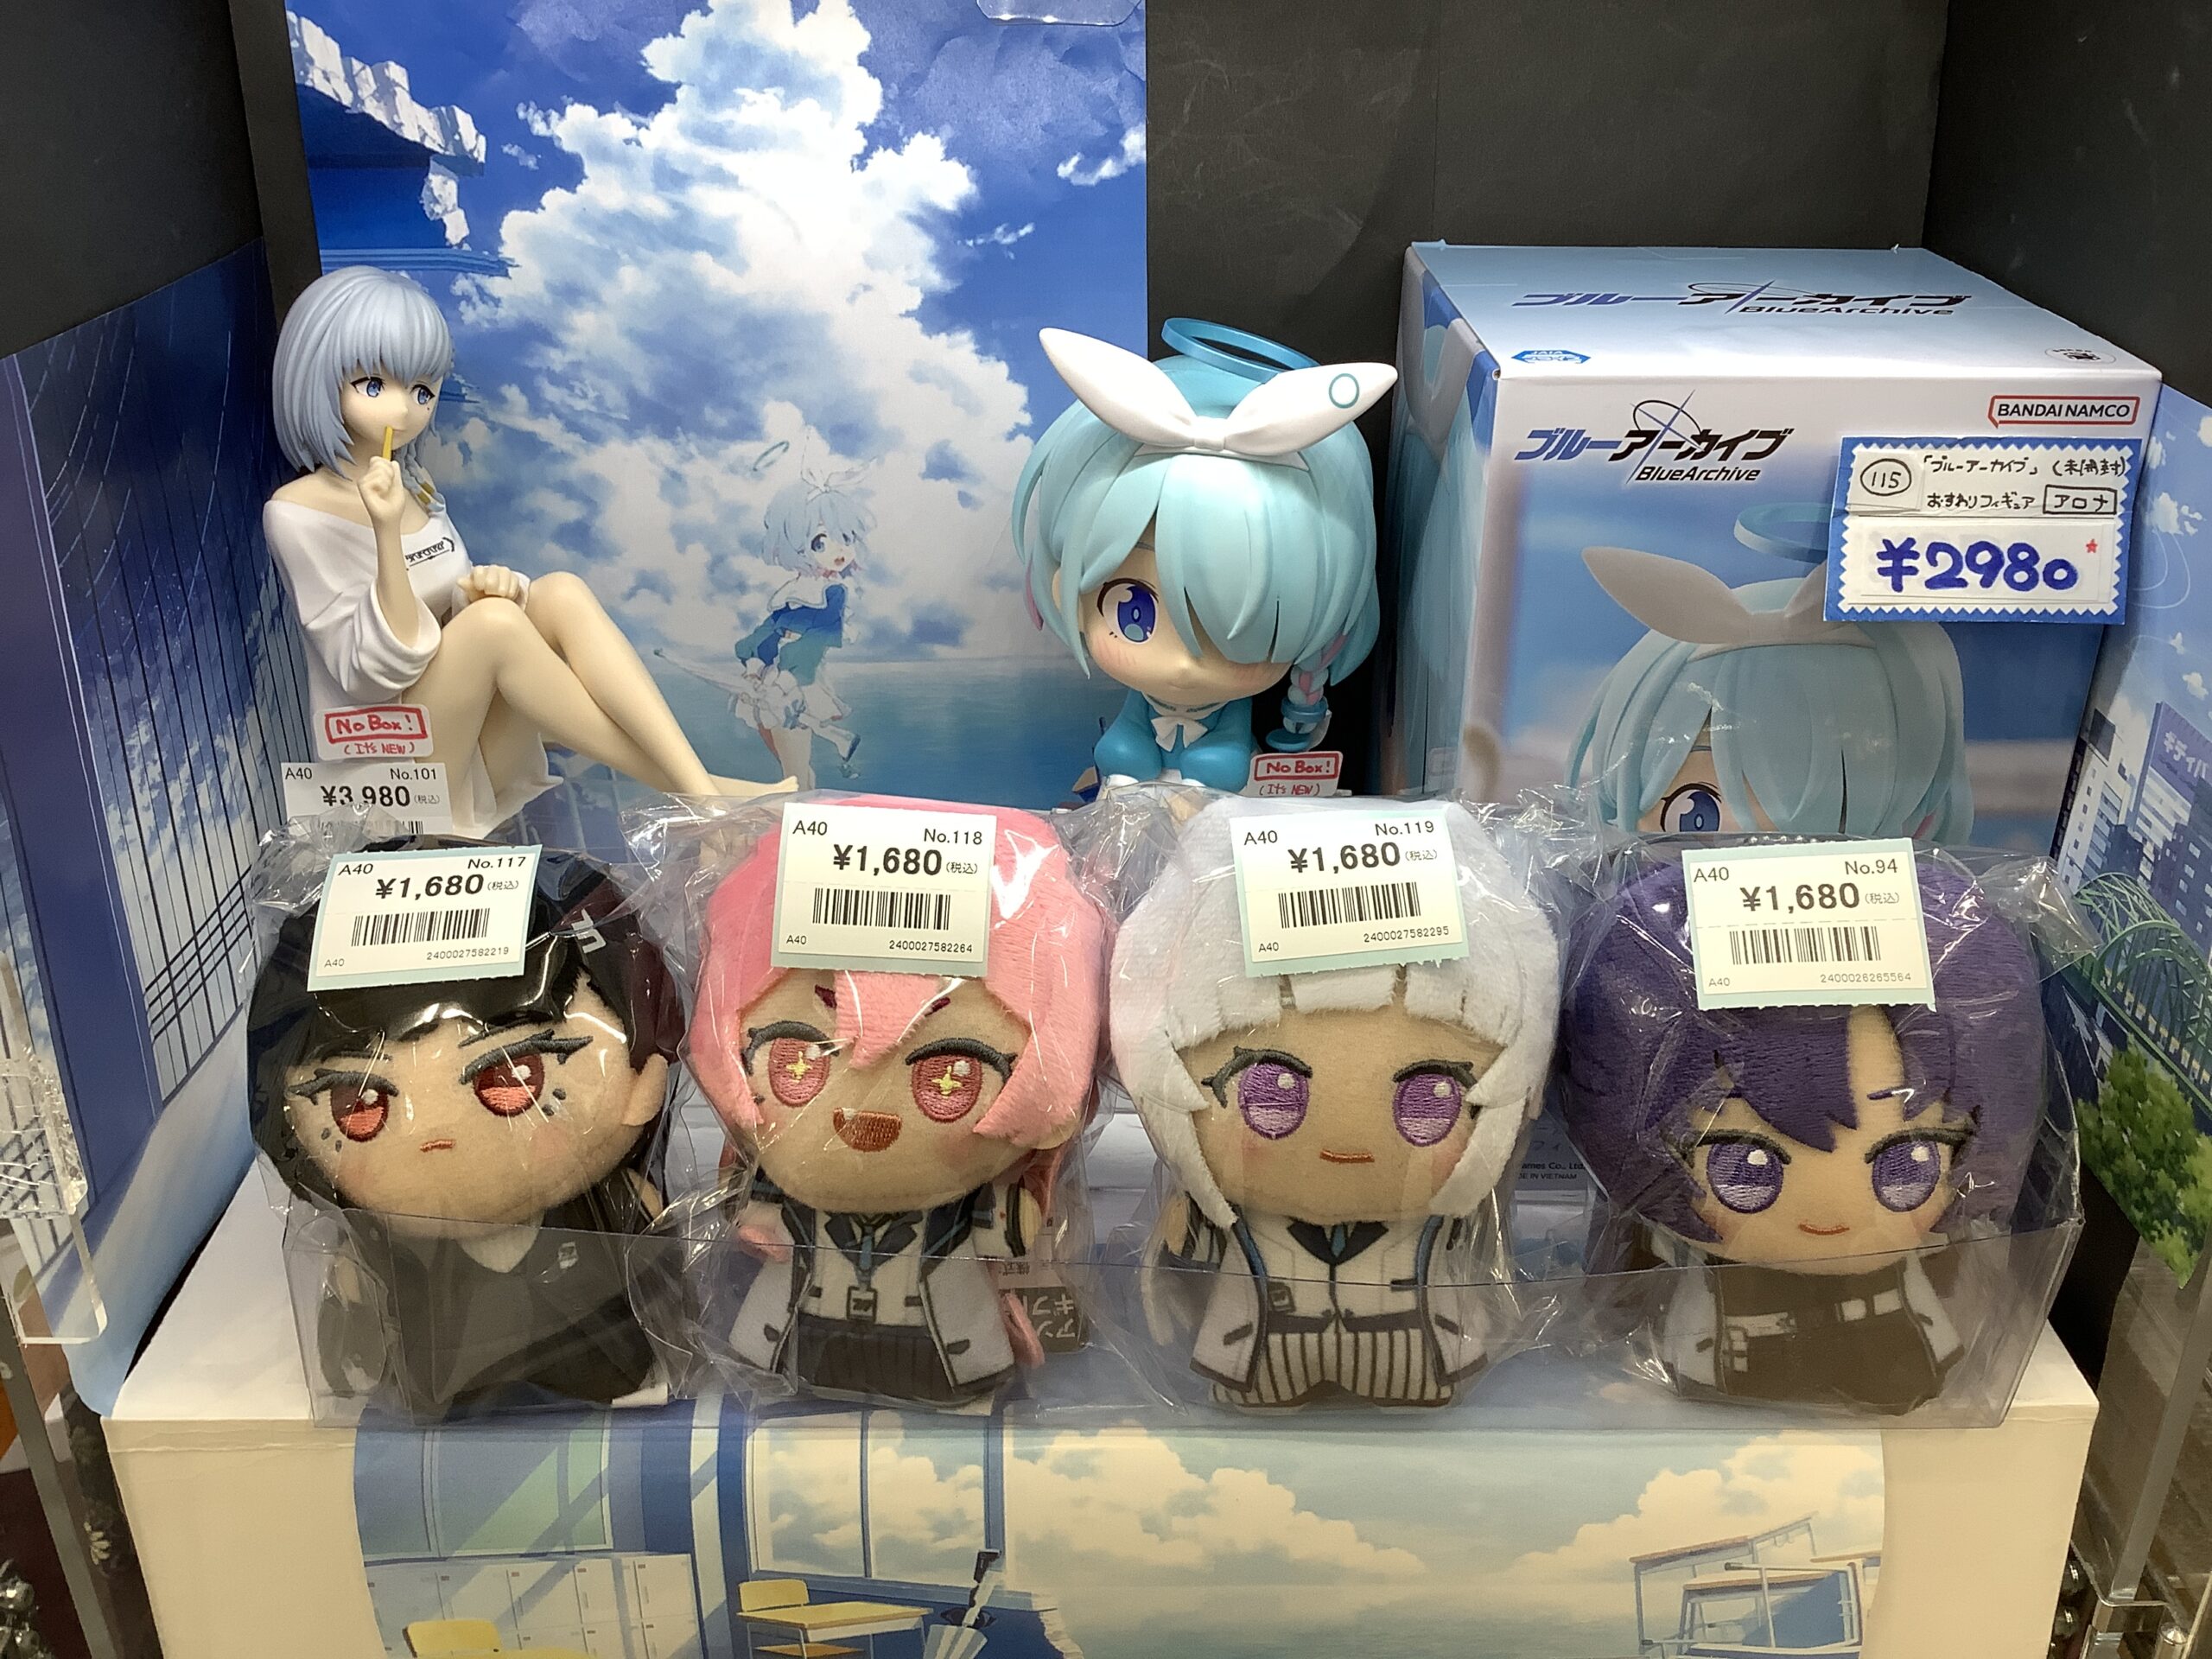 ブルーアーカイブ
BlueArchive
ブルーアーカイブ
BlueArchive
BANDAI NAMCO
115 「ブルーアーカイブ」(未開封)
おすわりフィギュア アロナ
¥2980
No Box!
(It's NEW)
A40 No.101
¥3,980(税込)
No Box!
(It's NEW)
A40 No.117
¥1,680(税込)
A40 2400027582219
A40 No.118
¥1,680(税込)
A40 2400027582264
A40 No.119
¥1,680(税込)
A40 2400027582295
A40 No.94
¥1,680(税込)
A40 2400026265564